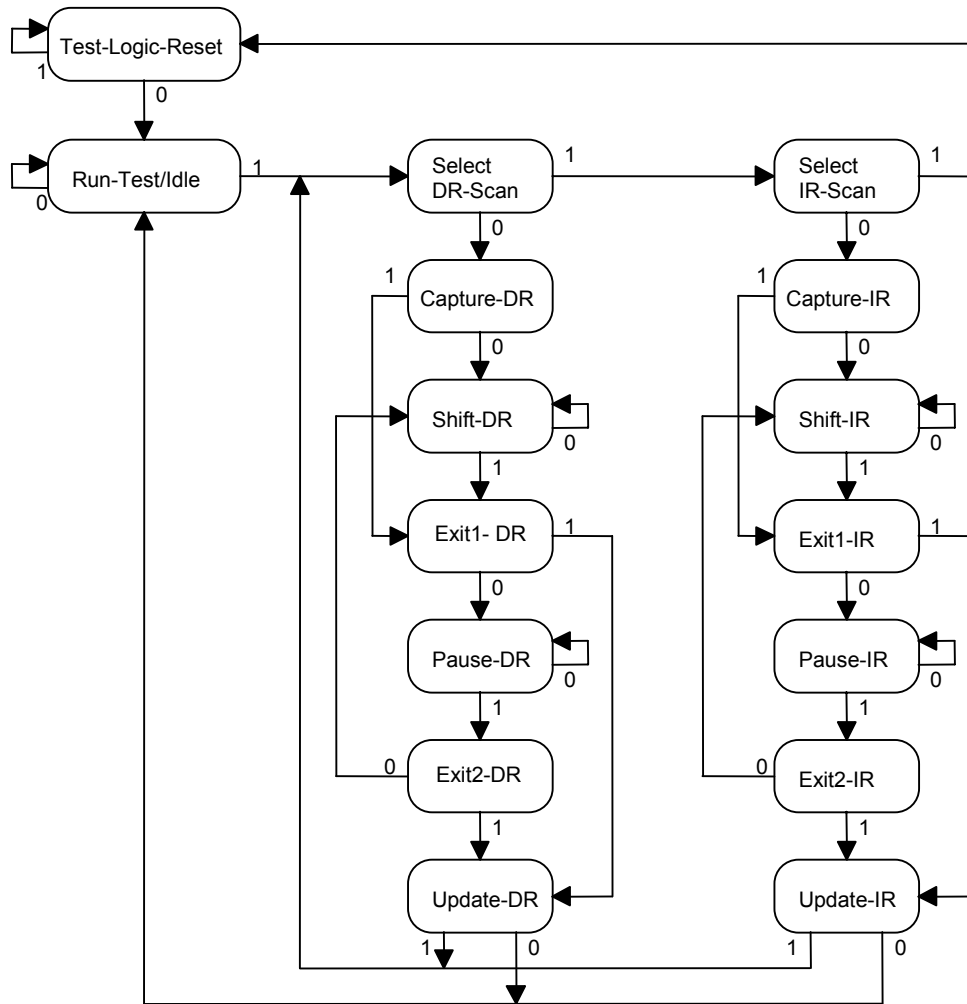 Test-Logic-Reset
1
0
Run-Test/Idle
0
1
Select
DR-Scan
1
0
Select
IR-Scan
1
0
1
Capture-DR
0
1
Capture-IR
0
Shift-DR
0
1
Shift-IR
0
1
Exit1- DR
1
0
Exit1-IR
1
0
Pause-DR
0
1
Pause-IR
0
1
0
Exit2-DR
1
0
Exit2-IR
1
Update-DR
1
0
Update-IR
1
0